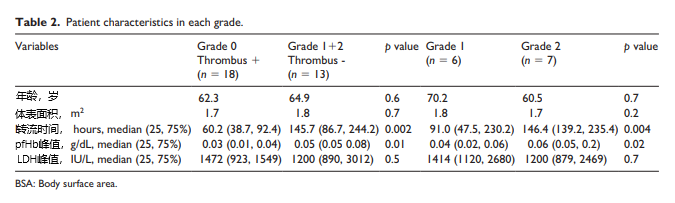 Table 2. Patient characteristics in each grade.
Variables Grade 0 Grade 1+2 p value Grade 1 Grade 2 p value
Thrombus + Thrombus - (n = 6) (n = 7)
(n = 18) (n = 13)
年龄，岁 62.3 64.9 0.6 70.2 60.5 0.7
体表面积，m² 1.7 1.8 0.7 1.8 1.7 0.2
转流时间，hours, median (25, 75%) 60.2 (38.7, 92.4) 145.7 (86.7, 244.2) 0.002 91.0 (47.5, 230.2) 146.4 (139.2, 235.4) 0.004
pfHb峰值，g/dL, median (25, 75%) 0.03 (0.01, 0.04) 0.05 (0.05 0.08) 0.01 0.04 (0.02, 0.06) 0.06 (0.05, 0.2) 0.02
LDH峰值，IU/L, median (25, 75%) 1472 (923, 1549) 1200 (890, 3012) 0.5 1414 (1120, 2680) 1200 (879, 2469) 0.7
BSA: Body surface area.